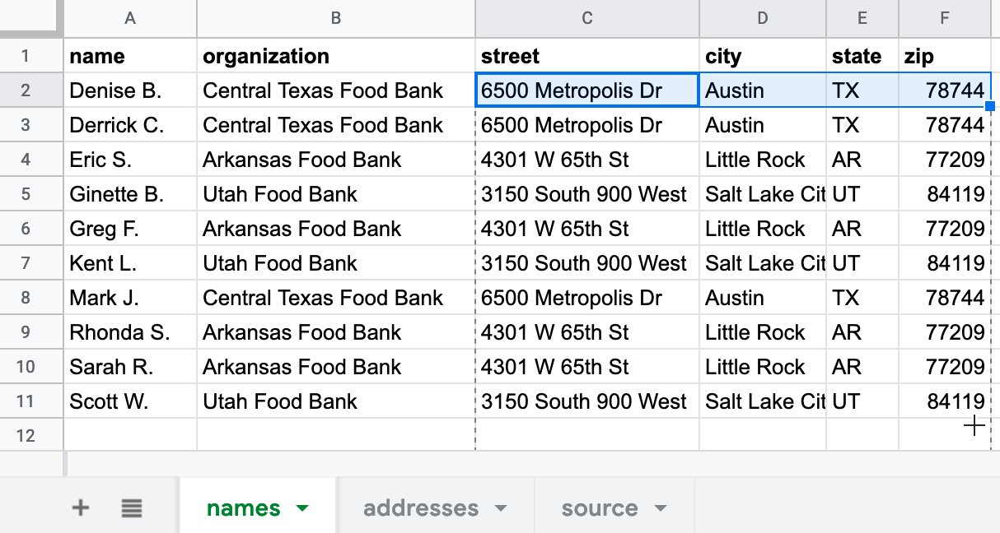 A B C D E F
1 name organization street city state zip
2 Denise B. Central Texas Food Bank 6500 Metropolis Dr Austin TX 78744
3 Derrick C. Central Texas Food Bank 6500 Metropolis Dr Austin TX 78744
4 Eric S. Arkansas Food Bank 4301 W 65th St Little Rock AR 77209
5 Ginette B. Utah Food Bank 3150 South 900 West Salt Lake Cit UT 84119
6 Greg F. Arkansas Food Bank 4301 W 65th St Little Rock AR 77209
7 Kent L. Utah Food Bank 3150 South 900 West Salt Lake Cit UT 84119
8 Mark J. Central Texas Food Bank 6500 Metropolis Dr Austin TX 78744
9 Rhonda S. Arkansas Food Bank 4301 W 65th St Little Rock AR 77209
10 Sarah R. Arkansas Food Bank 4301 W 65th St Little Rock AR 77209
11 Scott W. Utah Food Bank 3150 South 900 West Salt Lake Cit UT 84119
12
names addresses source